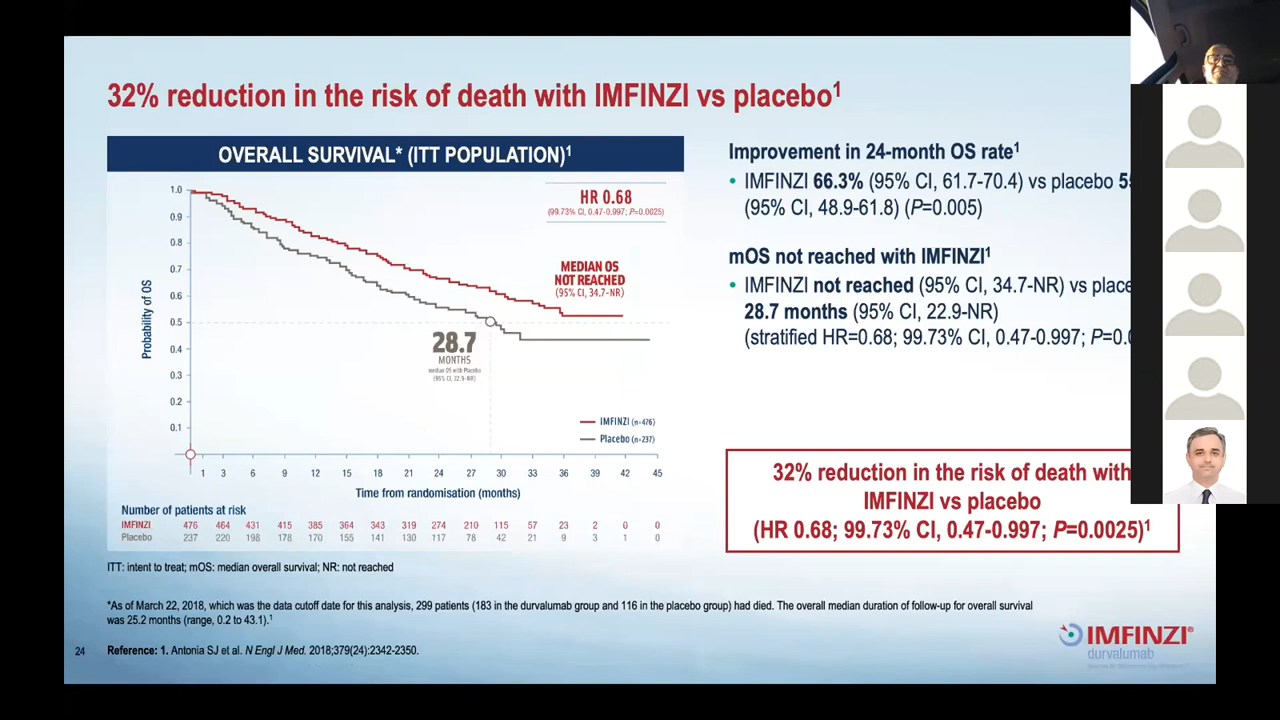 32% reduction in the risk of death with IMFINZI vs placebo¹
OVERALL SURVIVAL* (ITT POPULATION)¹
1.0
0.9
0.8
0.7
0.6
0.5
0.4
0.3
0.2
0.1
Probability of OS
HR 0.68
(99.73% CI, 0.47-0.997; P=0.0025)
MEDIAN OS
NOT REACHED
(95% CI, 34.7-NR)
28.7
MONTHS
median OS with Placebo
(95% CI, 22.9-NR)
IMFINZI (n=476)
Placebo (n=237)
1 3 6 9 12 15 18 21 24 27 30 33 36 39 42 45
Time from randomisation (months)
Number of patients at risk
IMFINZI 476 464 431 415 385 364 343 319 274 210 115 57 23 2 0 0
Placebo 237 220 198 178 170 155 141 130 117 78 42 21 9 3 1 0
ITT: intent to treat; mOS: median overall survival; NR: not reached
Improvement in 24-month OS rate¹
• IMFINZI 66.3% (95% CI, 61.7-70.4) vs placebo
(95% CI, 48.9-61.8) (P=0.005)
mOS not reached with IMFINZI¹
• IMFINZI not reached (95% CI, 34.7-NR) vs
28.7 months (95% CI, 22.9-NR)
(stratified HR=0.68; 99.73% CI, 0.47-0.997;
32% reduction in the risk of death with
IMFINZI vs placebo
(HR 0.68; 99.73% CI, 0.47-0.997; P=0.0025)¹
*As of March 22, 2018, which was the data cutoff date for this analysis, 299 patients (183 in the durvalumab group and 116 in the placebo group) had died. The overall median duration of follow-up for overall survival
was 25.2 months (range, 0.2 to 43.1).¹
24
Reference: 1. Antonia SJ et al. N Engl J Med. 2018;379(24):2342-2350.
IMFINZI®
durvalumab